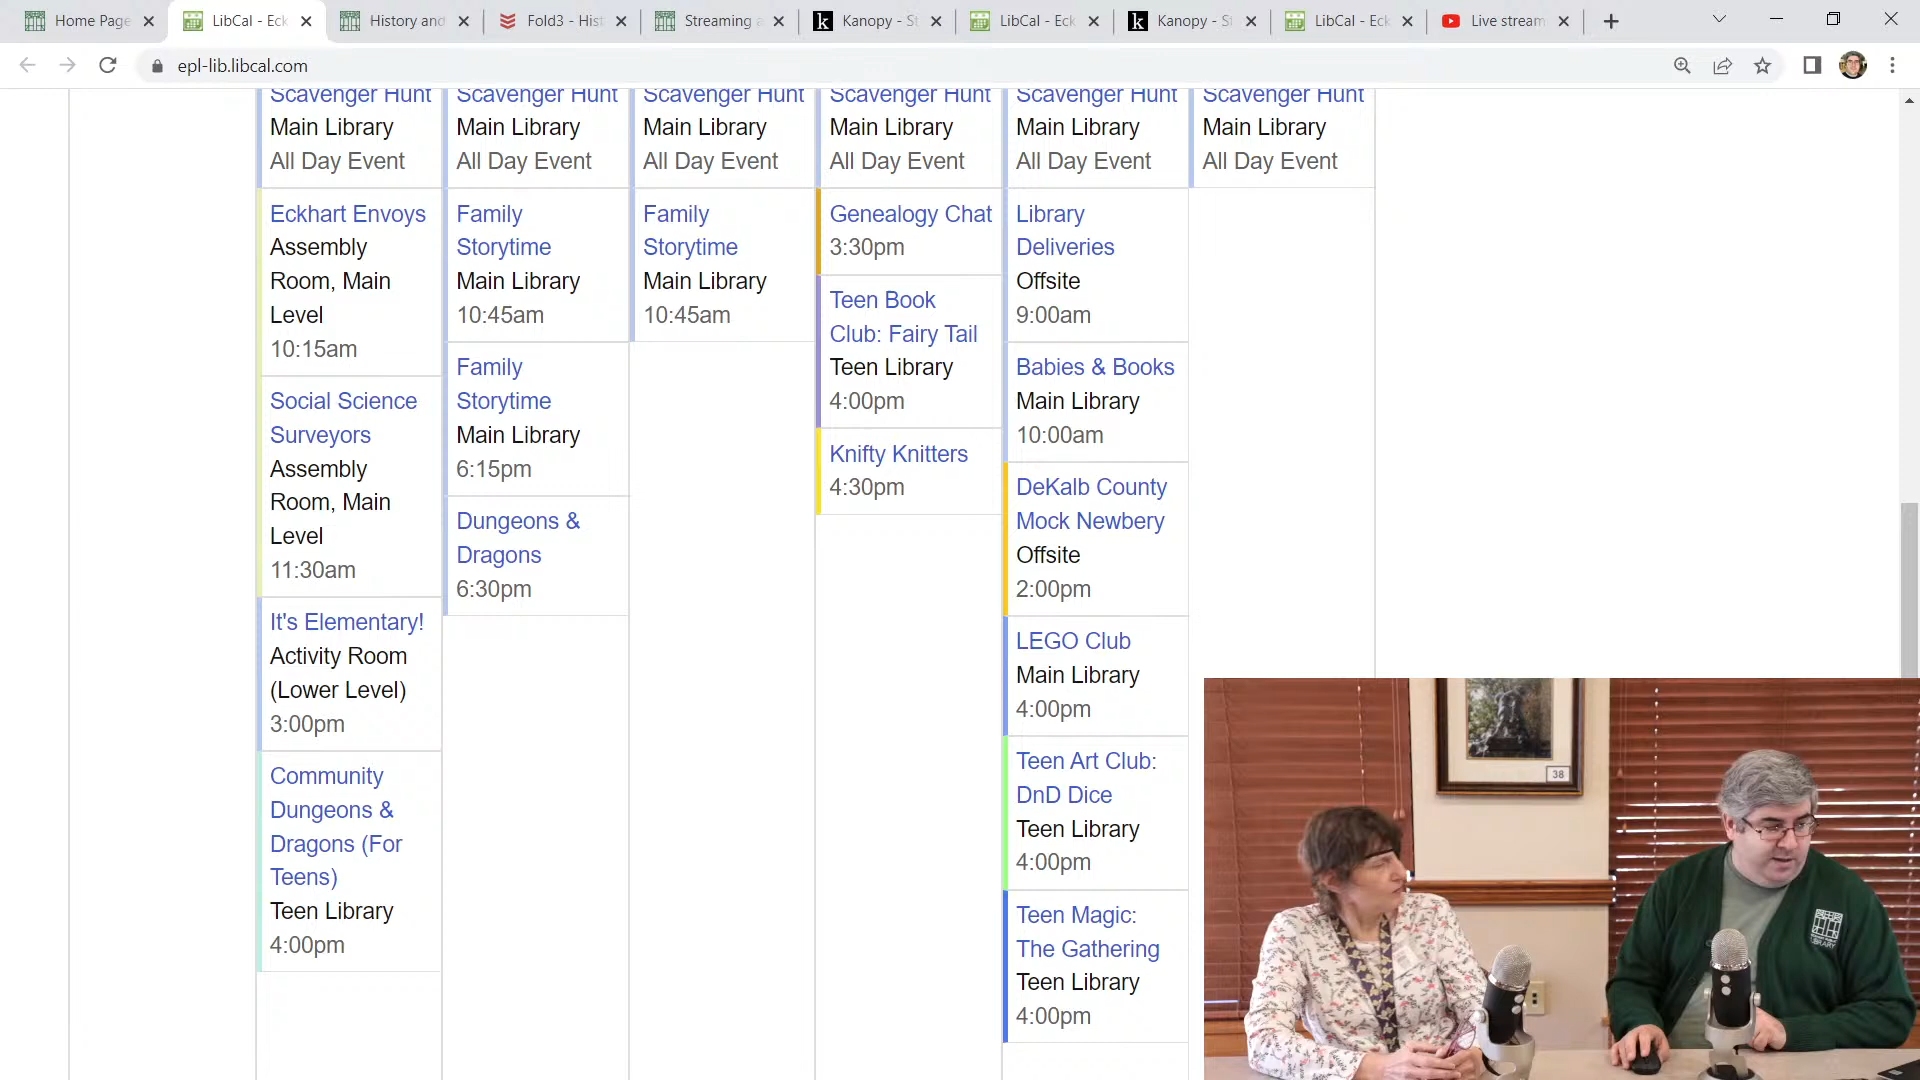 Home Page
LibCal - Eck
History and
Fold3 - Hist
Streaming a
Kanopy - St
LibCal - Eck
Kanopy - St
LibCal - Eck
Live stream
epl-lib.libcal.com
Scavenger Hunt
Main Library
All Day Event
Eckhart Envoys
Assembly
Room, Main
Level
10:15am
Social Science
Surveyors
Assembly
Room, Main
Level
11:30am
It's Elementary!
Activity Room
(Lower Level)
3:00pm
Community
Dungeons &
Dragons (For
Teens)
Teen Library
4:00pm
Scavenger Hunt
Main Library
All Day Event
Family
Storytime
Main Library
10:45am
Family
Storytime
Main Library
6:15pm
Dungeons &
Dragons
6:30pm
Scavenger Hunt
Main Library
All Day Event
Family
Storytime
Main Library
10:45am
Scavenger Hunt
Main Library
All Day Event
Genealogy Chat
3:30pm
Teen Book
Club: Fairy Tail
Teen Library
4:00pm
Knifty Knitters
4:30pm
Scavenger Hunt
Main Library
All Day Event
Library
Deliveries
Offsite
9:00am
Babies & Books
Main Library
10:00am
DeKalb County
Mock Newbery
Offsite
2:00pm
LEGO Club
Main Library
4:00pm
Teen Art Club:
DnD Dice
Teen Library
4:00pm
Teen Magic:
The Gathering
Teen Library
4:00pm
Scavenger Hunt
Main Library
All Day Event
38
LIBRARY